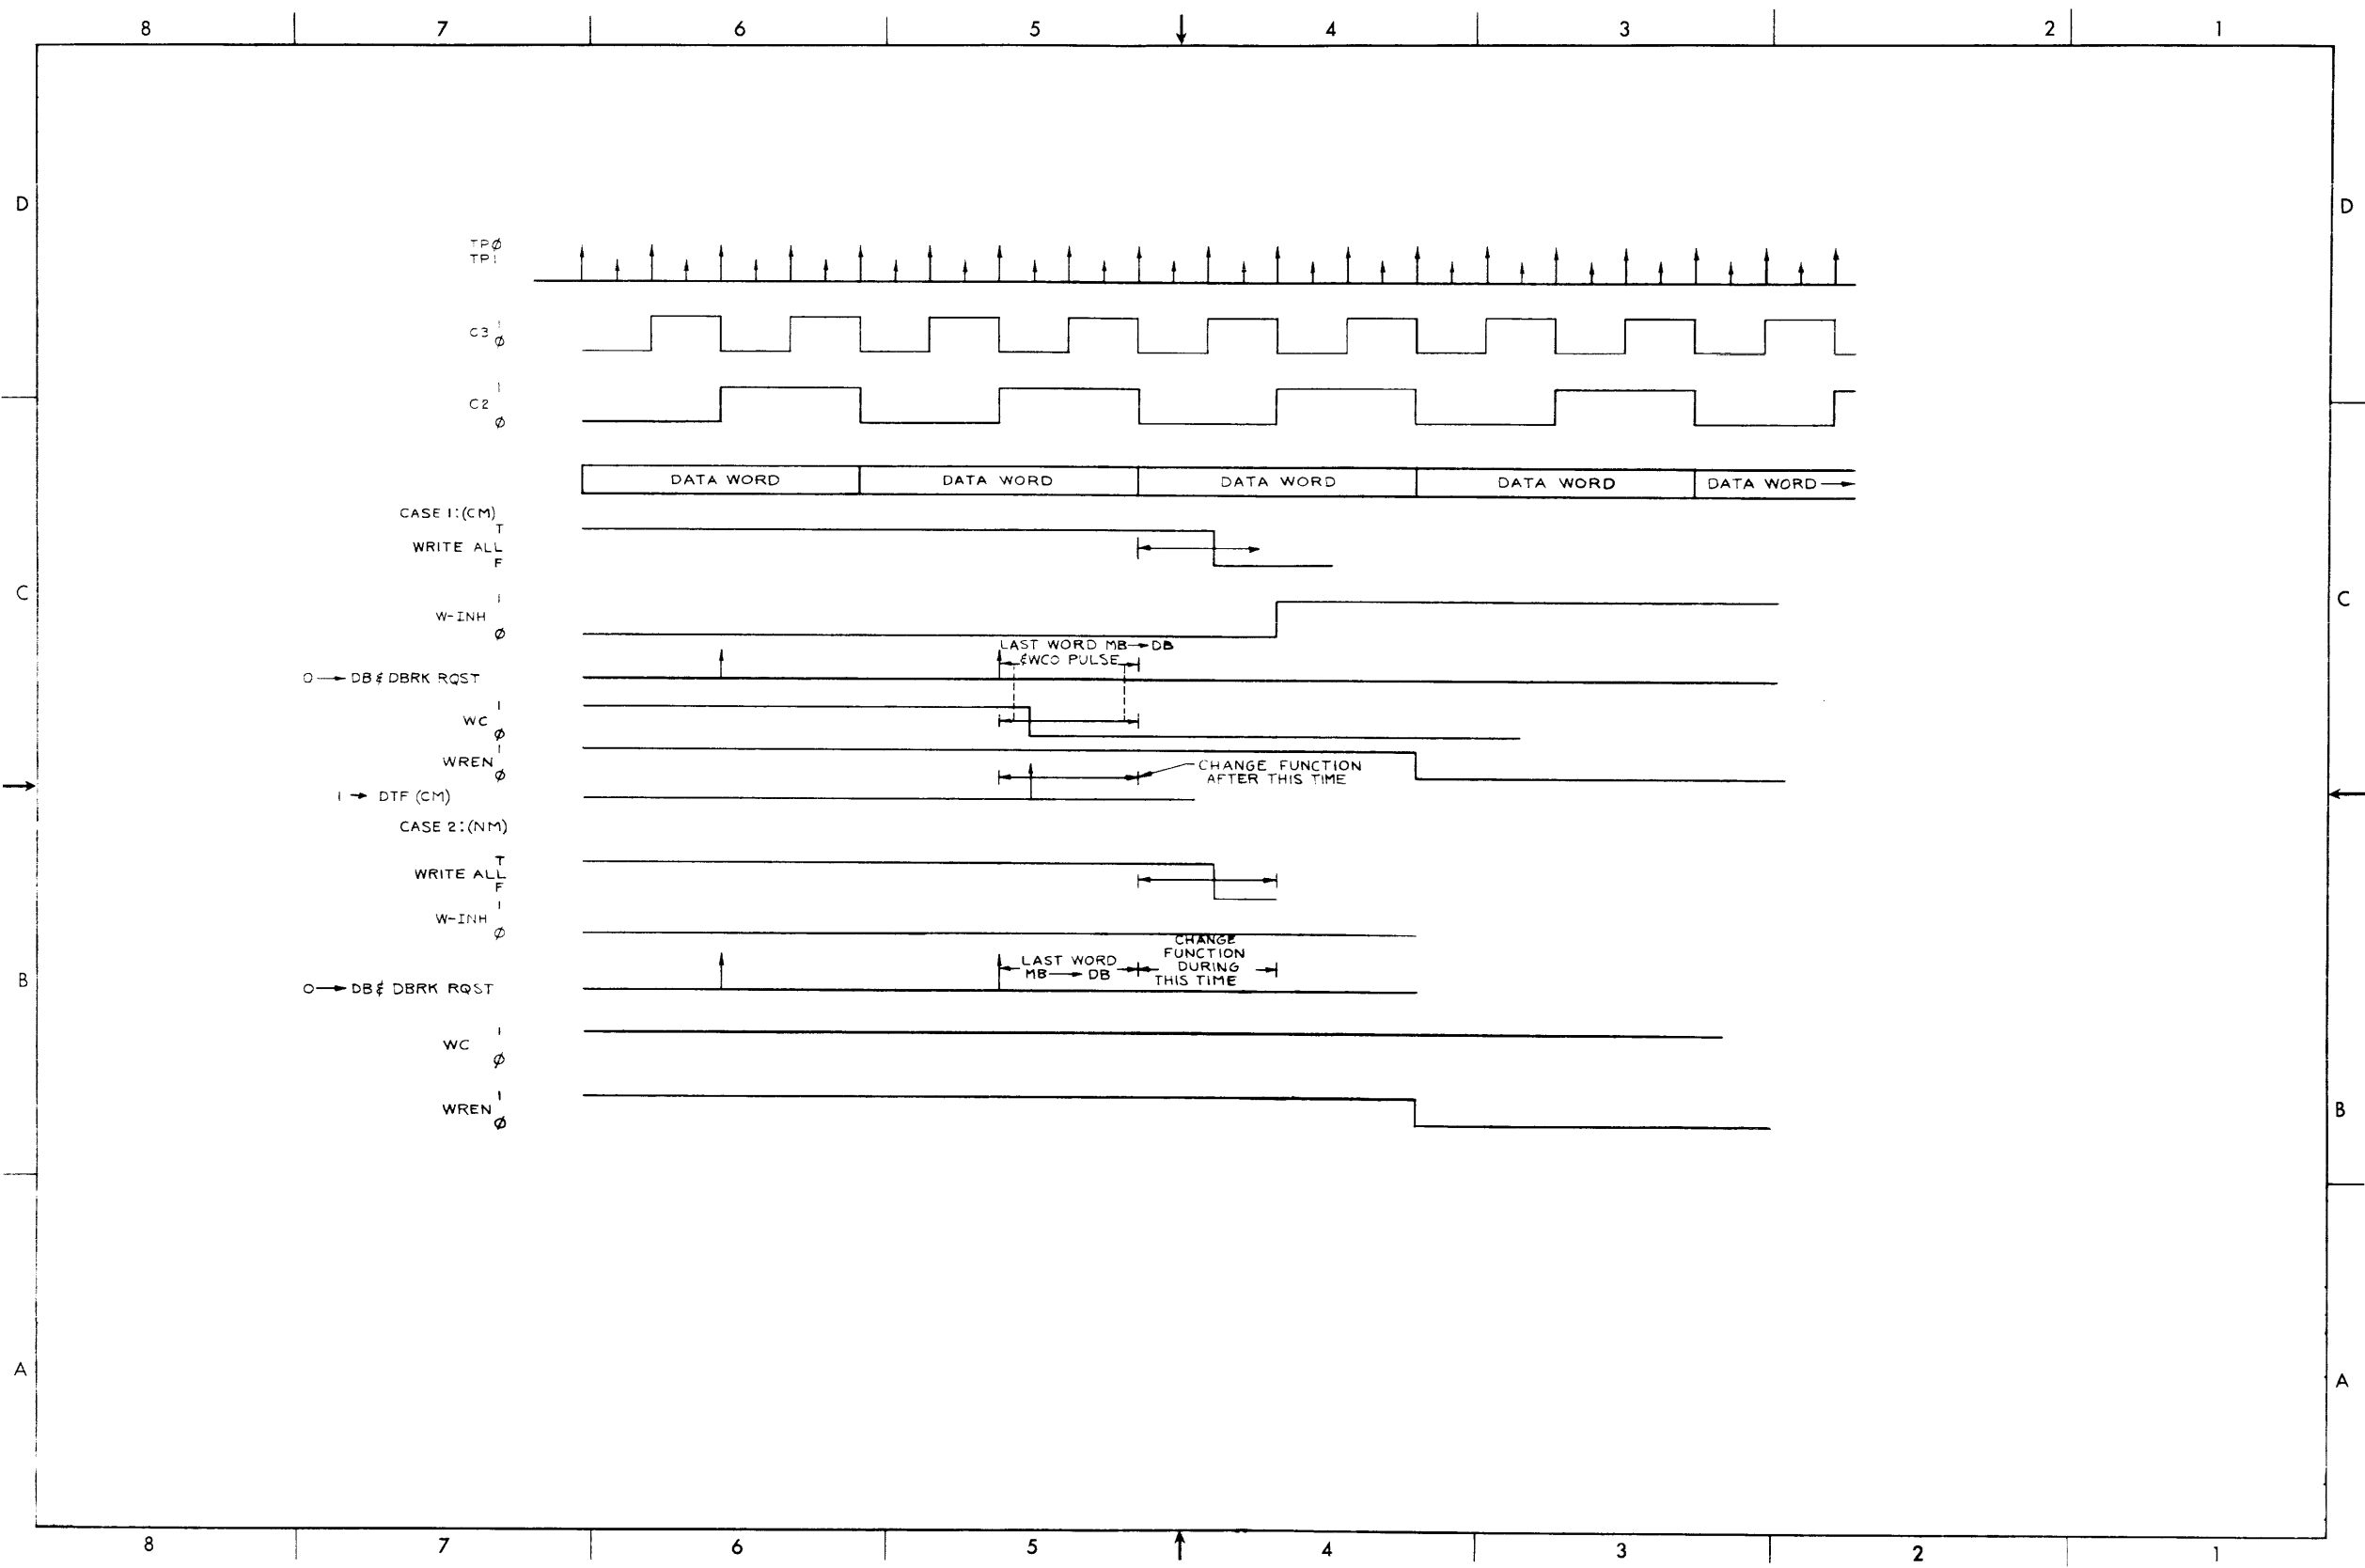 8 7 6 5 4 3 2 1
D D
TPØ
TP1
C3 1
Ø
1
C2
Ø
DATA WORD DATA WORD DATA WORD DATA WORD DATA WORD
CASE 1:(CM)
T
WRITE ALL
F
C C
1
W-INH
Ø
LAST WORD MB→DB
&WCO PULSE
0→DB & DBRK RQST
1
WC
Ø
1
WREN
Ø
CHANGE FUNCTION
AFTER THIS TIME
1→DTF (CM)
CASE 2:(NM)
T
WRITE ALL
F
1
W-INH
Ø
CHANGE
FUNCTION
DURING
THIS TIME
LAST WORD
MB→DB
B
0→DB & DBRK RQST
1
WC
Ø
1
WREN
Ø
B
A A
8 7 6 5 4 3 2 1